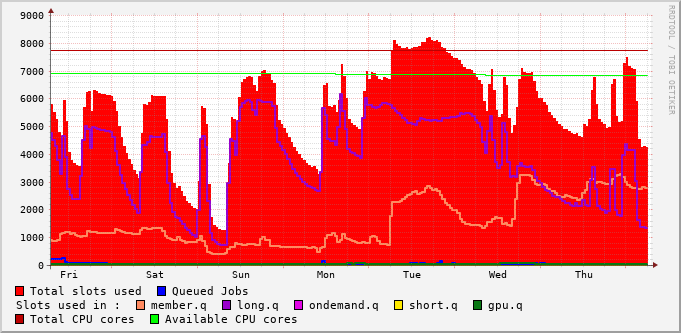 9000
8000
7000
6000
5000
4000
3000
2000
1000
0
Fri Sat Sun Mon Tue Wed Thu
RRDTOOL / TOBI OETIKER
Total slots used Queued Jobs
Slots used in : member.q long.q ondemand.q short.q gpu.q
Total CPU cores Available CPU cores